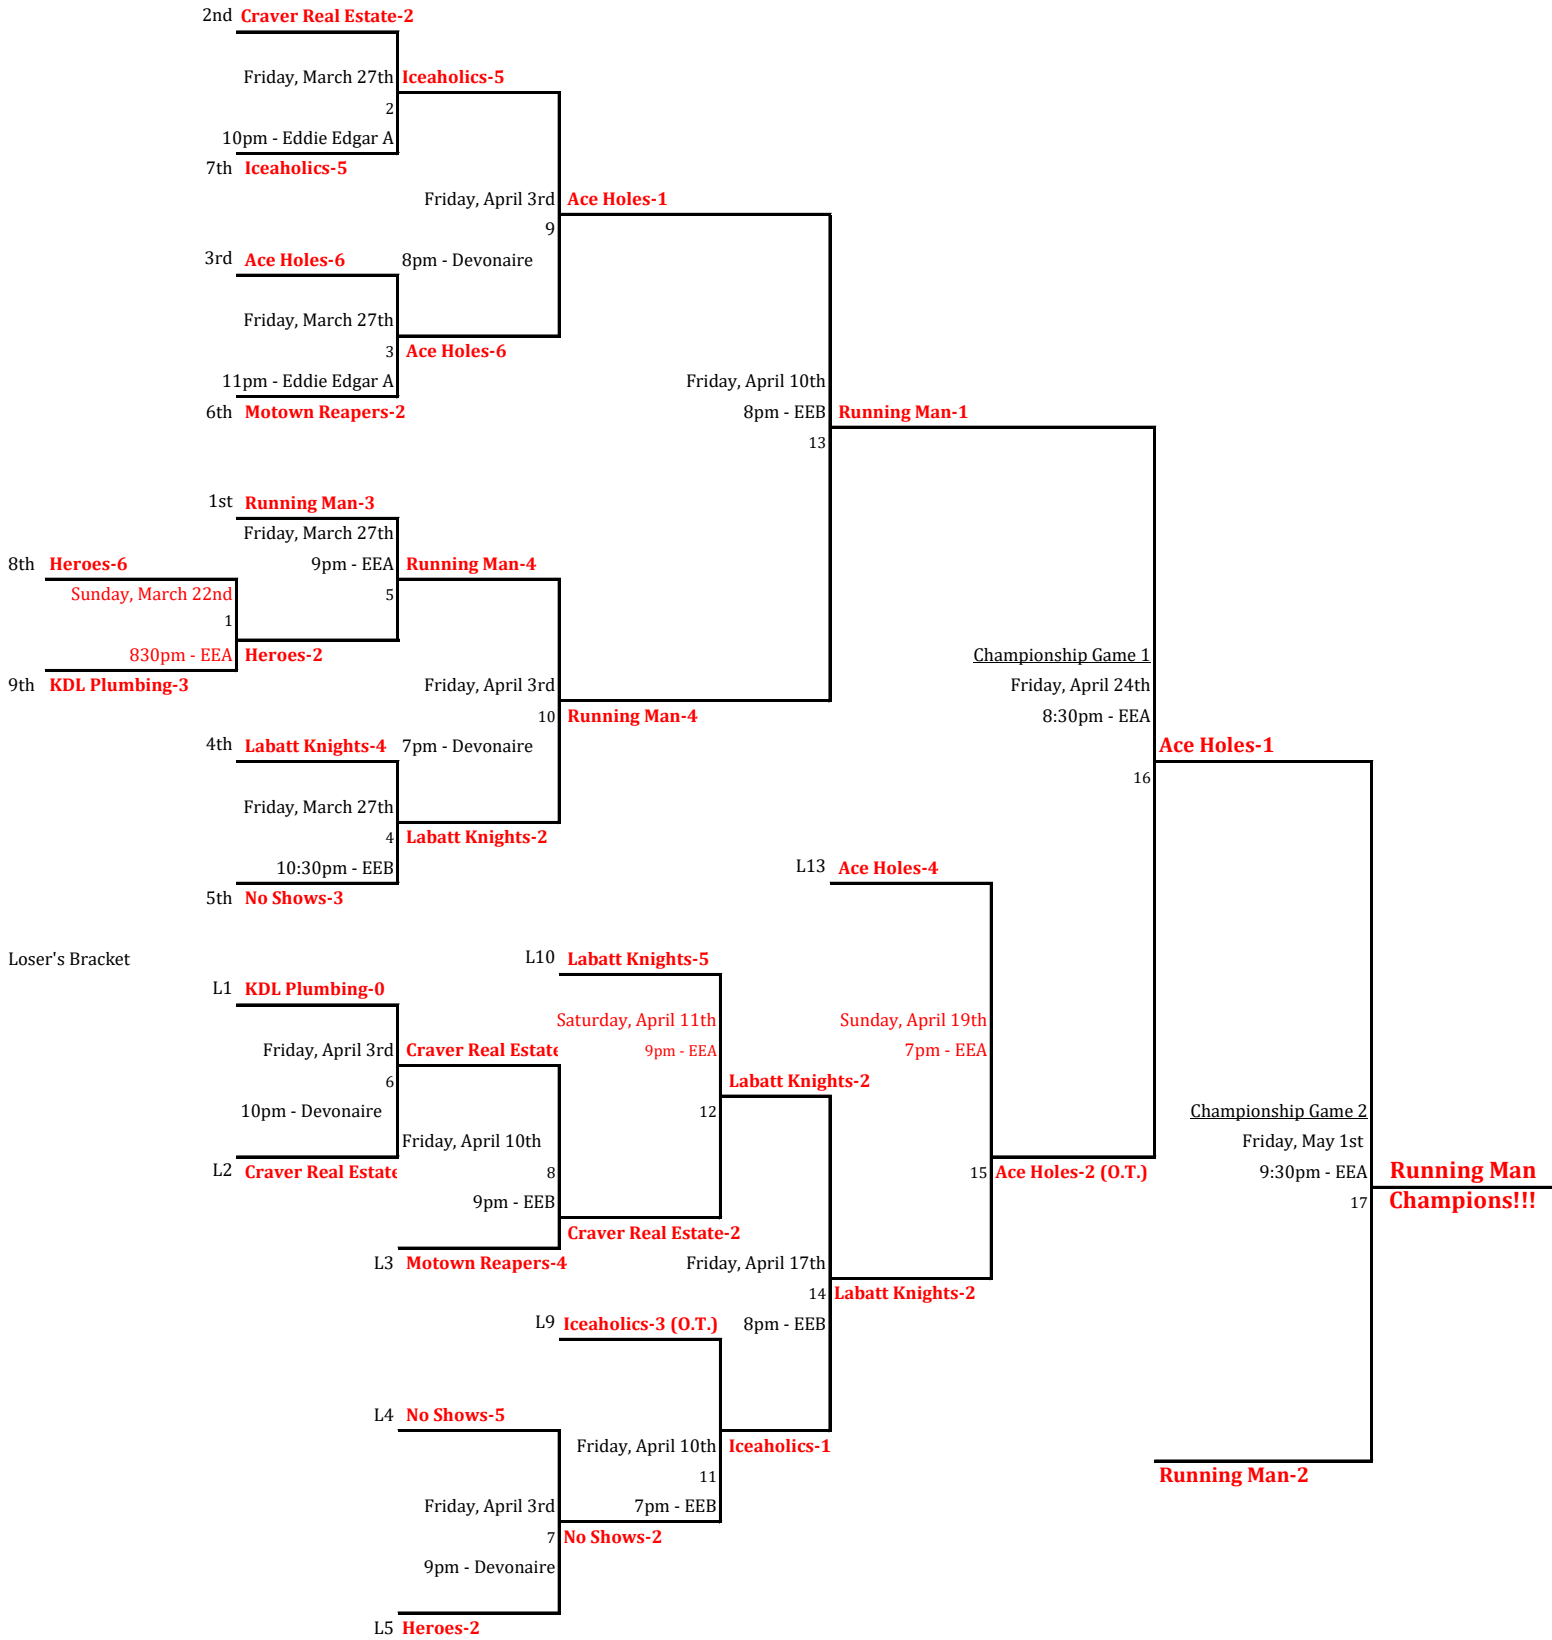 2nd Craver Real Estate-2
Friday, March 27th
Iceaholics-5
2
10pm - Eddie Edgar A
7th Iceaholics-5
Friday, April 3rd
Ace Holes-1
9
3rd Ace Holes-6
8pm - Devonaire
Friday, March 27th
3
Ace Holes-6
11pm - Eddie Edgar A
6th Motown Reapers-2
Friday, April 10th
8pm - EEB
Running Man-1
13
1st Running Man-3
Friday, March 27th
8th Heroes-6
9pm - EEA
Running Man-4
Sunday, March 22nd
5
1
830pm - EEA
Heroes-2
9th KDL Plumbing-3
Championship Game 1
Friday, April 3rd
Friday, April 24th
10
Running Man-4
8:30pm - EEA
4th Labatt Knights-4
7pm - Devonaire
Ace Holes-1
16
Friday, March 27th
4
Labatt Knights-2
10:30pm - EEB
L13 Ace Holes-4
5th No Shows-3
Loser's Bracket
L10 Labatt Knights-5
L1 KDL Plumbing-0
Saturday, April 11th
Sunday, April 19th
Friday, April 3rd
Craver Real Estate
9pm - EEA
7pm - EEA
6
Labatt Knights-2
10pm - Devonaire
12
Championship Game 2
Friday, April 10th
Friday, May 1st
L2 Craver Real Estate
8
15
Ace Holes-2 (O.T.)
9:30pm - EEA
Running Man
9pm - EEB
17
Champions!!!
Craver Real Estate-2
L3 Motown Reapers-4
Friday, April 17th
14
Labatt Knights-2
L9 Iceaholics-3 (O.T.)
8pm - EEB
L4 No Shows-5
Friday, April 10th
Iceaholics-1
11
Running Man-2
Friday, April 3rd
7pm - EEB
7
No Shows-2
9pm - Devonaire
L5 Heroes-2